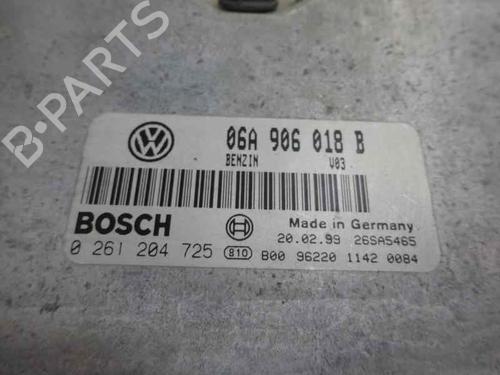 06A 906 018 B
BENZIN V03
BOSCH Made in Germany
20.02.99 26SA5465
0 261 204 725 810 B00 96220 1142 0084
B-PARTS